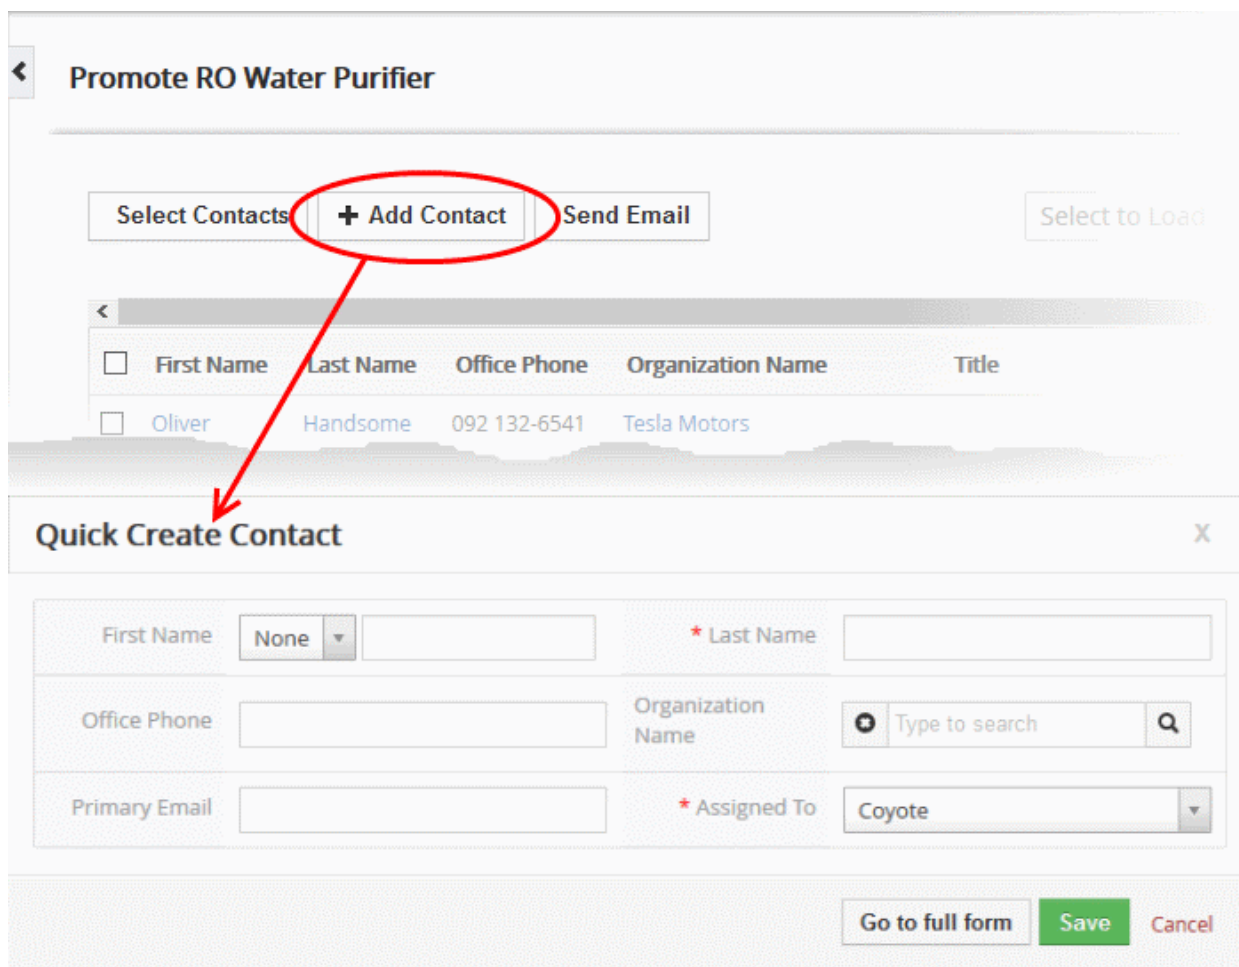 Promote RO Water Purifier
Select Contacts + Add Contact Send Email Select to Load
First Name Last Name Office Phone Organization Name Title
Oliver Handsome 092 132-6541 Tesla Motors
Quick Create Contact X
First Name None * Last Name
Office Phone Organization Name Type to search
Primary Email * Assigned To Coyote
Go to full form Save Cancel